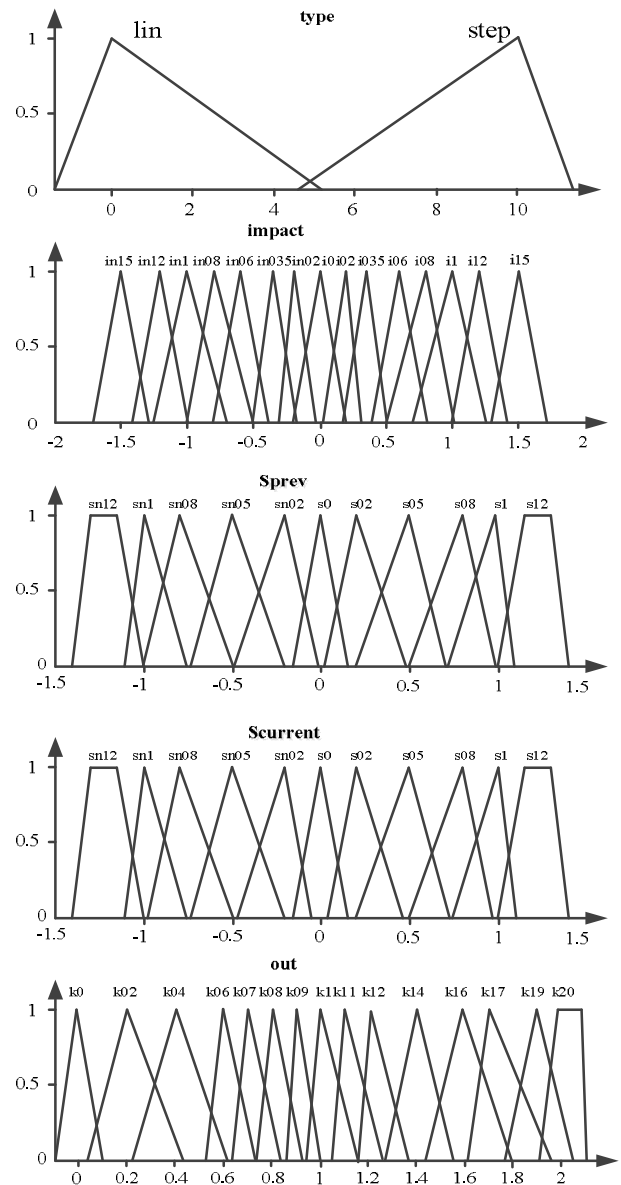 type
lin step
1
0.5
0
0 2 4 6 8 10
impact
in15 in12 in1 in08 in06 in035 in02 i0 i02 i035 i06 i08 i1 i12 i15
1
0.5
0
-2 -1.5 -1 -0.5 0 0.5 1 1.5 2
Sprev
sn12 sn1 sn08 sn05 sn02 s0 s02 s05 s08 s1 s12
1
0.5
0
-1.5 -1 -0.5 0 0.5 1 1.5
Scurrent
sn12 sn1 sn08 sn05 sn02 s0 s02 s05 s08 s1 s12
1
0.5
0
-1.5 -1 -0.5 0 0.5 1 1.5
out
k0 k02 k04 k06 k07 k08 k09 k1 k11 k12 k14 k16 k17 k19 k20
1
0.5
0
0 0.2 0.4 0.6 0.8 1 1.2 1.4 1.6 1.8 2